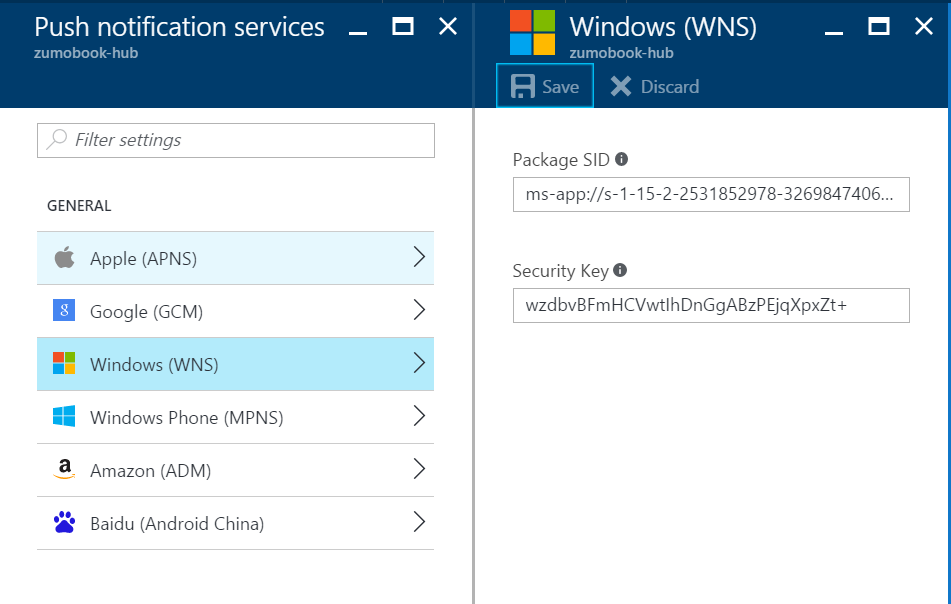 Push notification services
zumobook-hub
Filter settings
GENERAL
Apple (APNS)
Google (GCM)
Windows (WNS)
Windows Phone (MPNS)
Amazon (ADM)
Baidu (Android China)
Windows (WNS)
zumobook-hub
Save Discard
Package SID
ms-app://s-1-15-2-2531852978-3269847406...
Security Key
wzdbvBFmHCVwtIhDnGgABzPEjqXpxZt+